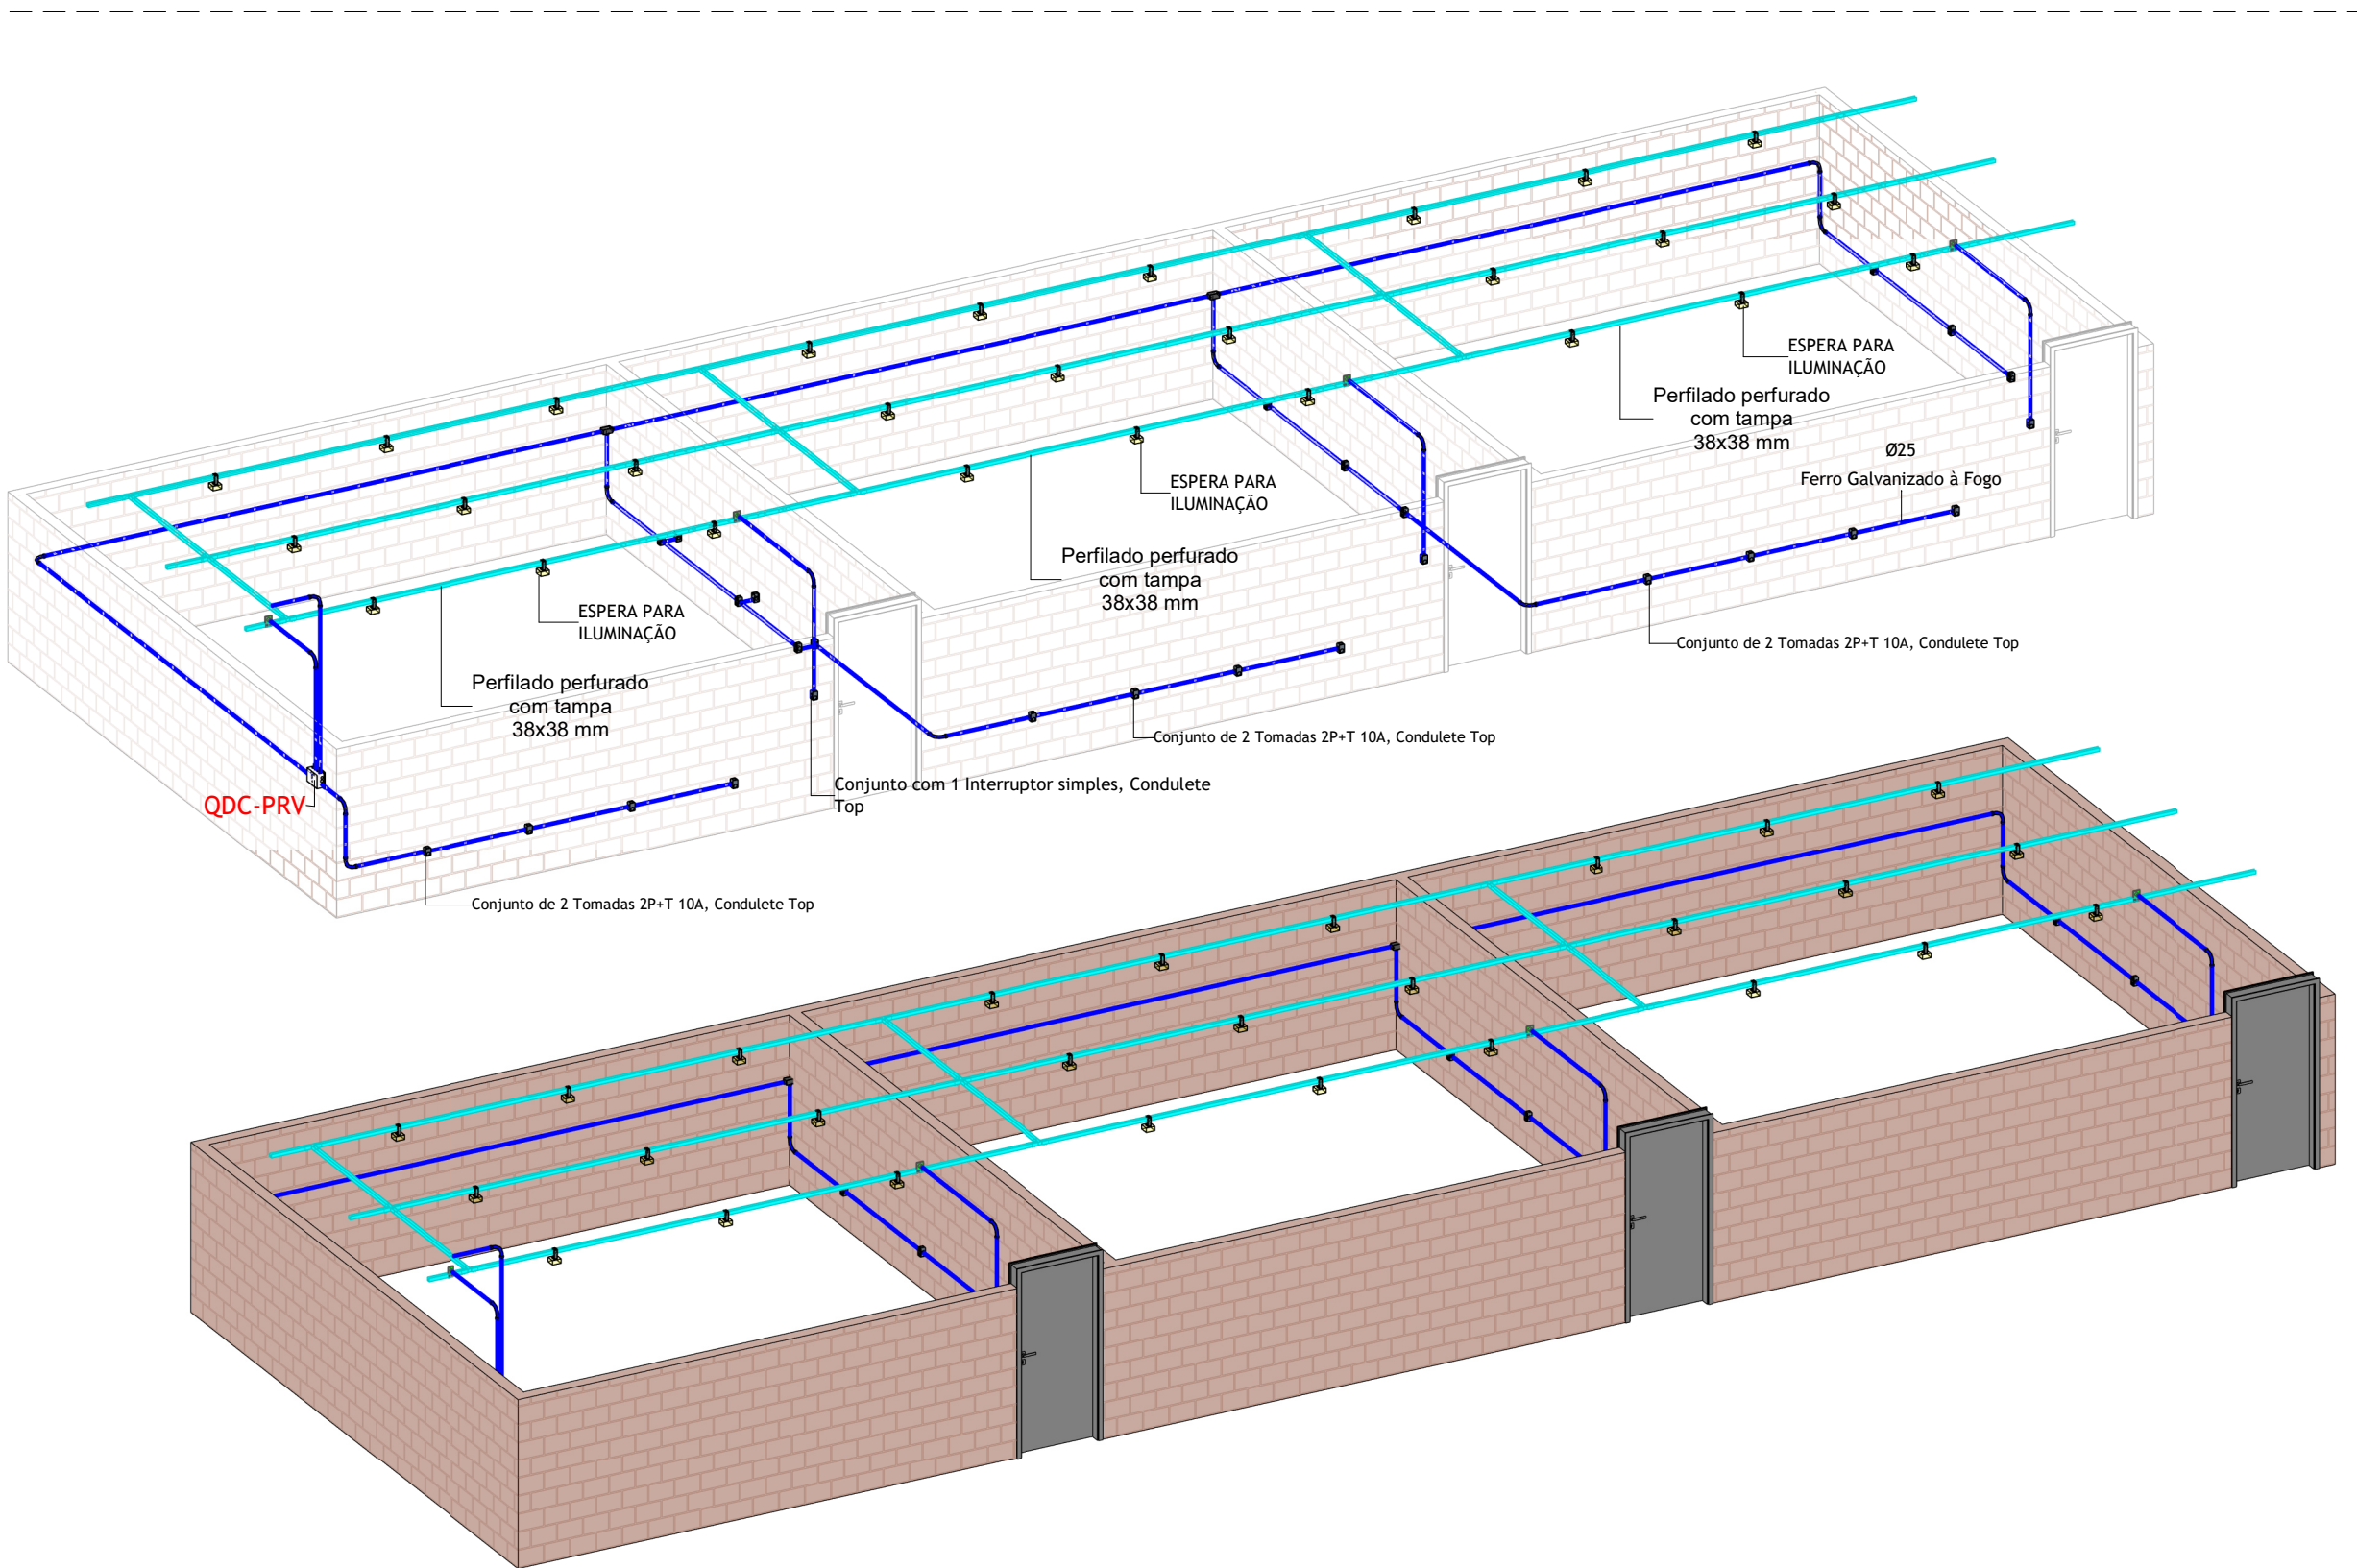 ESPERA PARA
ILUMINAÇÃO
Perfilado perfurado
com tampa
38x38 mm
Ø25
Ferro Galvanizado à Fogo
ESPERA PARA
ILUMINAÇÃO
Perfilado perfurado
com tampa
38x38 mm
ESPERA PARA
ILUMINAÇÃO
Conjunto de 2 Tomadas 2P+T 10A, Condulete Top
Perfilado perfurado
com tampa
38x38 mm
Conjunto de 2 Tomadas 2P+T 10A, Condulete Top
Conjunto com 1 Interruptor simples, Condulete
Top
QDC-PRV
Conjunto de 2 Tomadas 2P+T 10A, Condulete Top